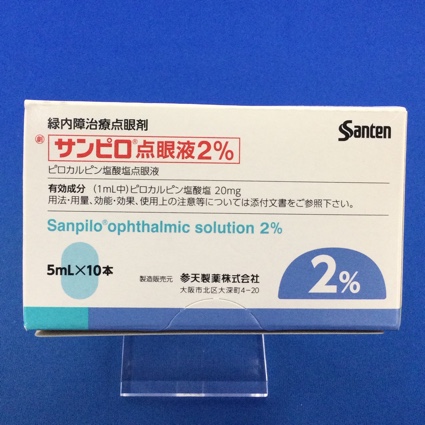 緑内障治療点眼剤
Santen
劇 サンピロ®点眼液2%
ピロカルピン塩酸塩点眼液
有効成分 (1mL中)ピロカルピン塩酸塩 20mg
用法・用量、効能・効果、使用上の注意等については添付文書をご参照下さい。
Sanpilo®ophthalmic solution 2%
5mL×10本
製造販売元 参天製薬株式会社
大阪市北区大深町4-20
2%